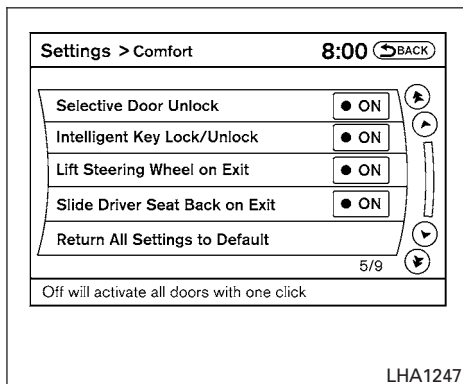 Settings > Comfort 8:00 BACK
Selective Door Unlock ON
Intelligent Key Lock/Unlock ON
Lift Steering Wheel on Exit ON
Slide Driver Seat Back on Exit ON
Return All Settings to Default
5/9
Off will activate all doors with one click
LHA1247